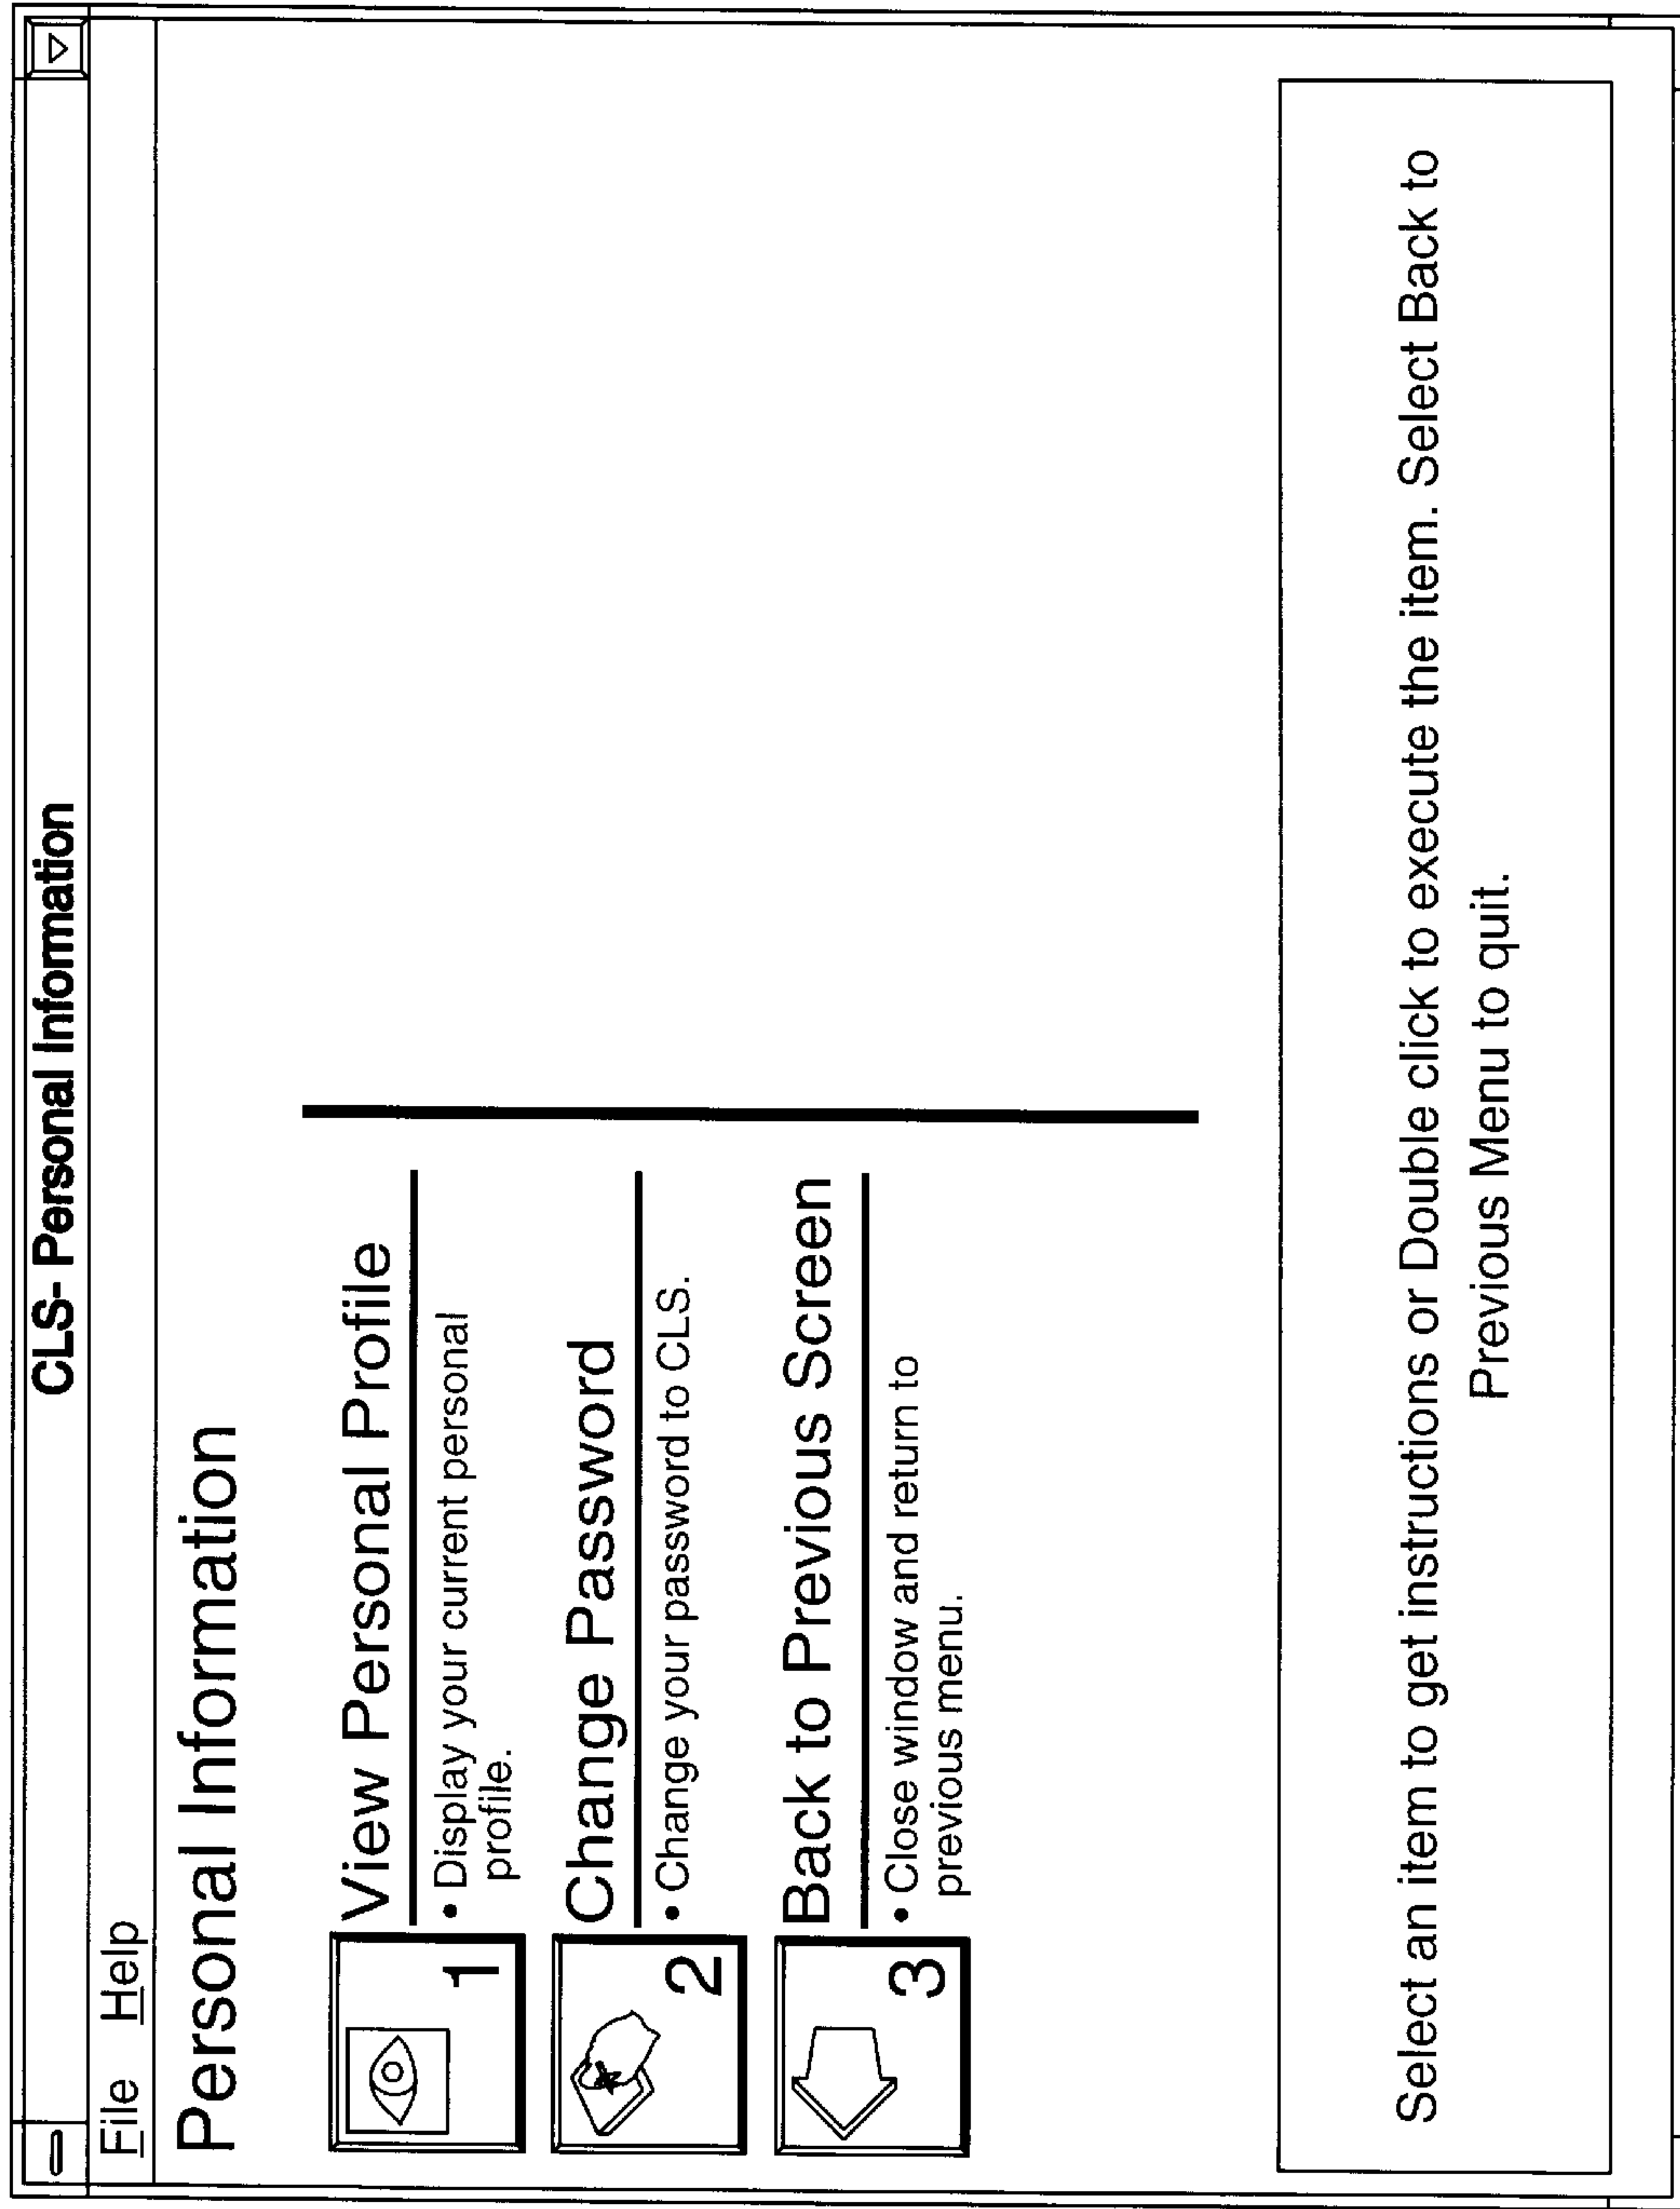 CLS- Personal Information
File Help
Personal Information
1
View Personal Profile
• Display your current personal
profile.
2
Change Password
• Change your password to CLS.
3
Back to Previous Screen
• Close window and return to
previous menu.
Select an item to get instructions or Double click to execute the item. Select Back to
Previous Menu to quit.